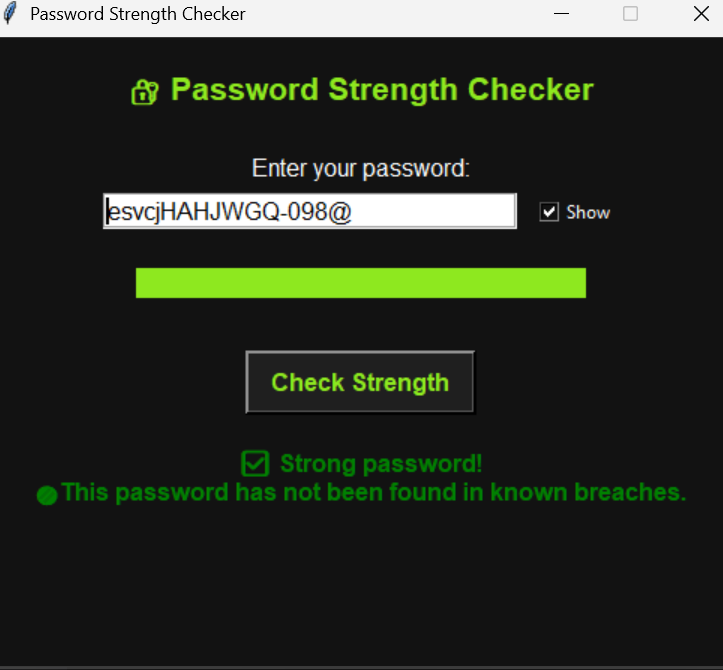 Password Strength Checker
Password Strength Checker
Enter your password:
esvcjHAHJWGQ-098@
Show
Check Strength
Strong password!
This password has not been found in known breaches.